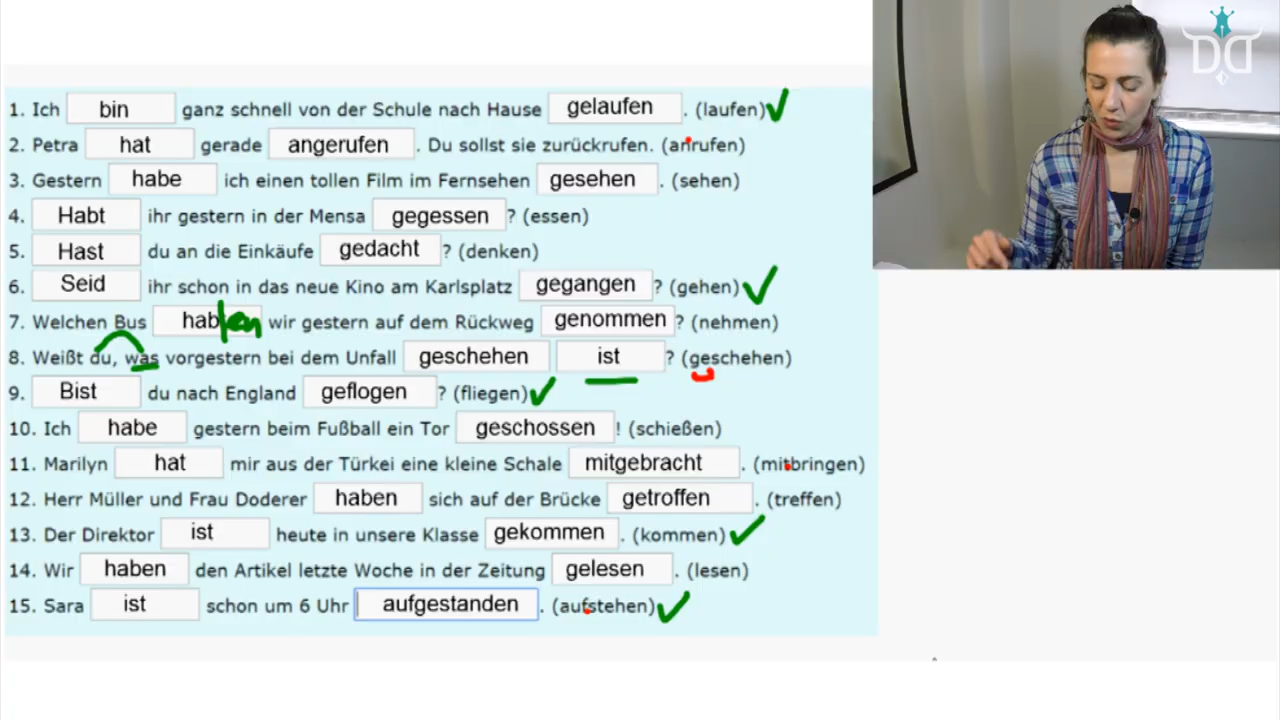 DD
1. Ich bin ganz schnell von der Schule nach Hause gelaufen . (laufen)
2. Petra hat gerade angerufen . Du sollst sie zurückrufen. (anrufen)
3. Gestern habe ich einen tollen Film im Fernsehen gesehen . (sehen)
4. Habt ihr gestern in der Mensa gegessen ? (essen)
5. Hast du an die Einkäufe gedacht ? (denken)
6. Seid ihr schon in das neue Kino am Karlsplatz gegangen ? (gehen)
7. Welchen Bus haben wir gestern auf dem Rückweg genommen ? (nehmen)
8. Weißt du, was vorgestern bei dem Unfall geschehen ist ? (geschehen)
9. Bist du nach England geflogen ? (fliegen)
10. Ich habe gestern beim Fußball ein Tor geschossen ! (schießen)
11. Marilyn hat mir aus der Türkei eine kleine Schale mitgebracht . (mitbringen)
12. Herr Müller und Frau Doderer haben sich auf der Brücke getroffen . (treffen)
13. Der Direktor ist heute in unsere Klasse gekommen . (kommen)
14. Wir haben den Artikel letzte Woche in der Zeitung gelesen . (lesen)
15. Sara ist schon um 6 Uhr aufgestanden . (aufstehen)